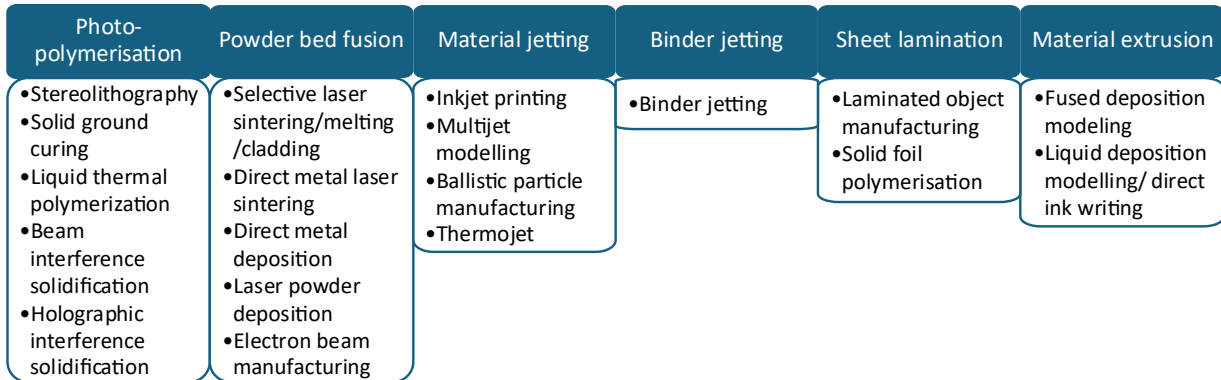 Photo-
polymerisation
•Stereolithography
•Solid ground
curing
•Liquid thermal
polymerization
•Beam
interference
solidification
•Holographic
interference
solidification
Powder bed fusion
•Selective laser
sintering/melting
/cladding
•Direct metal laser
sintering
•Direct metal
deposition
•Laser powder
deposition
•Electron beam
manufacturing
Material jetting
•Inkjet printing
•Multijet
modelling
•Ballistic particle
manufacturing
•Thermojet
Binder jetting
•Binder jetting
Sheet lamination
•Laminated object
manufacturing
•Solid foil
polymerisation
Material extrusion
•Fused deposition
modeling
•Liquid deposition
modelling/ direct
ink writing